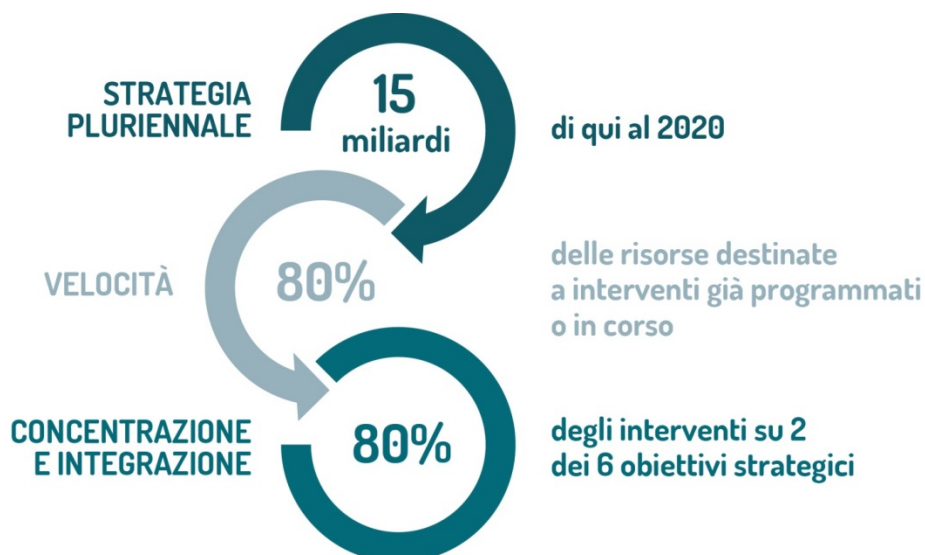 STRATEGIA
PLURIENNALE
15
miliardi
di qui al 2020
VELOCITÀ
80%
delle risorse destinate
a interventi già programmati
o in corso
CONCENTRAZIONE
E INTEGRAZIONE
80%
degli interventi su 2
dei 6 obiettivi strategici